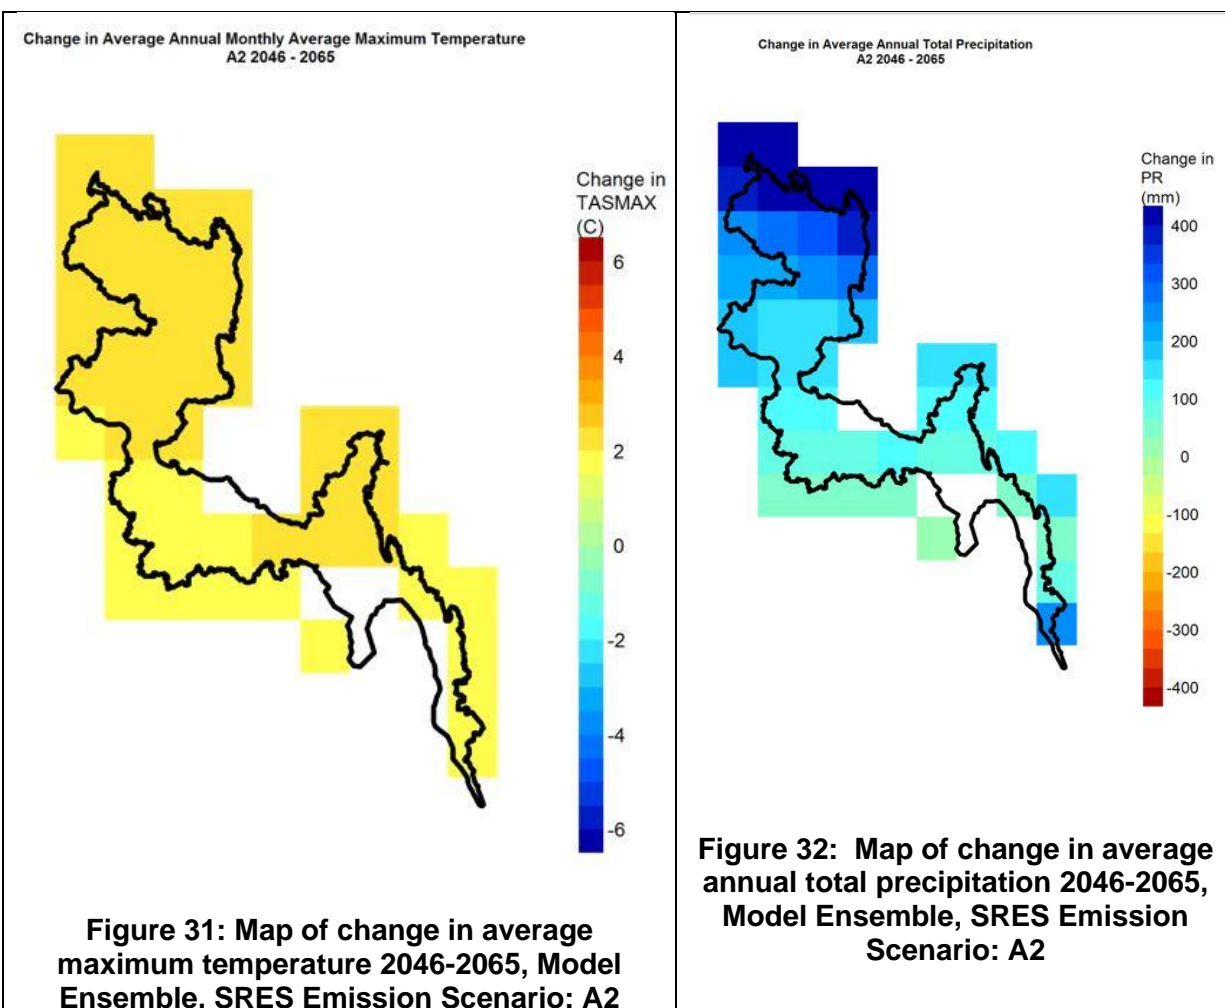 Change in Average Annual Monthly Average Maximum Temperature
A2 2046 - 2065
Change in
TASMAX
(C)
6
4
2
0
-2
-4
-6
Figure 31: Map of change in average
maximum temperature 2046-2065, Model
Ensemble, SRES Emission Scenario: A2
Change in Average Annual Total Precipitation
A2 2046 - 2065
Change in
PR
(mm)
400
300
200
100
0
-100
-200
-300
-400
Figure 32: Map of change in average
annual total precipitation 2046-2065,
Model Ensemble, SRES Emission
Scenario: A2